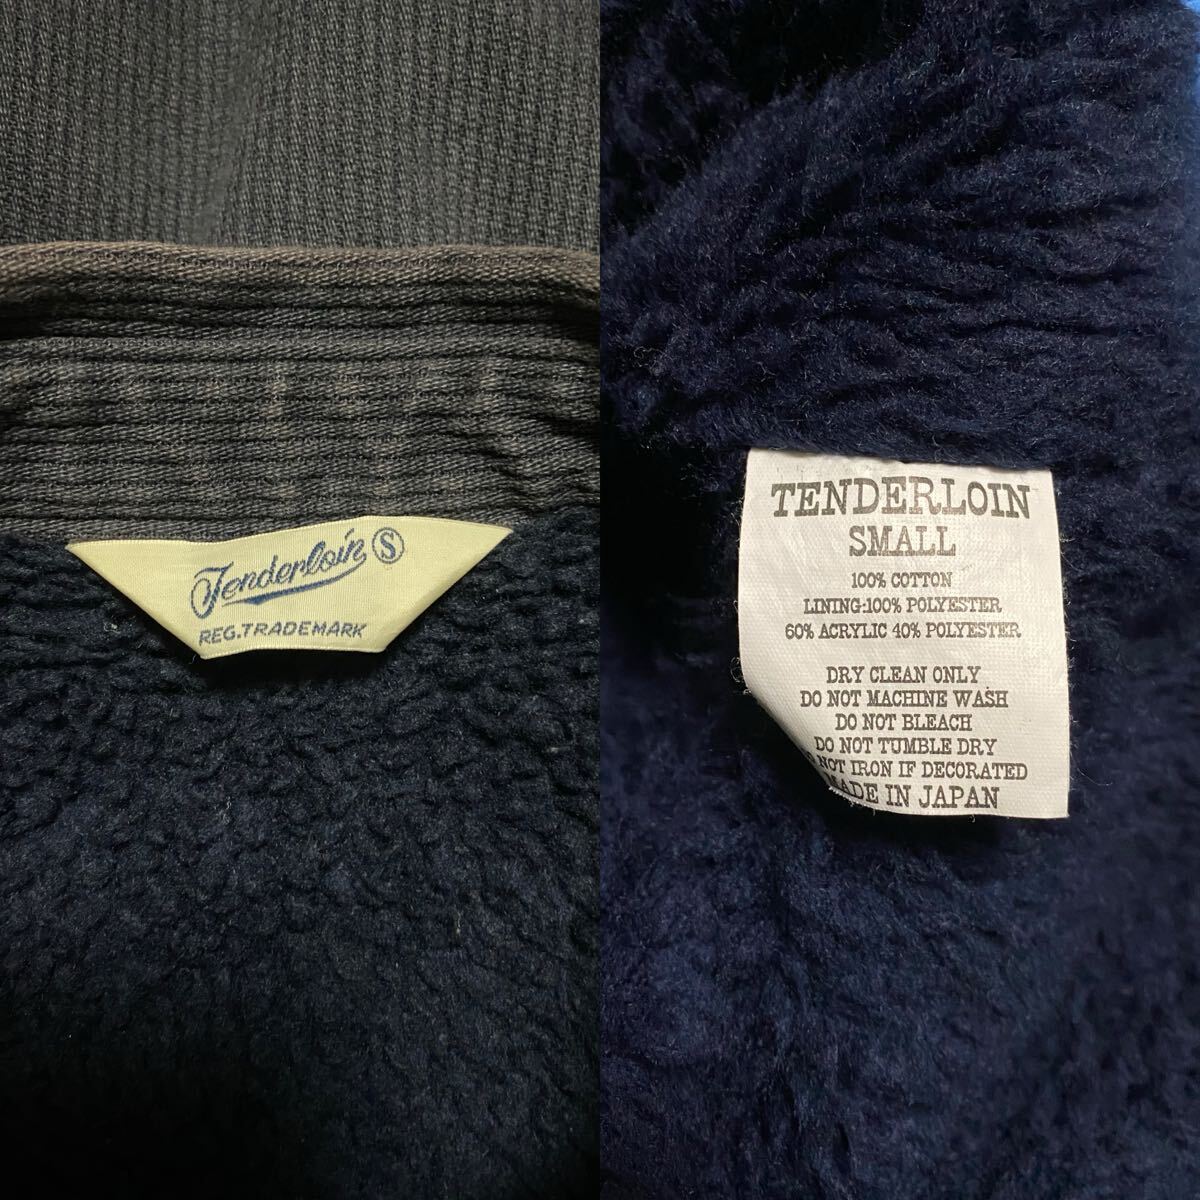 Tenderloin S
REG.TRADEMARK
TENDERLOIN
SMALL
100% COTTON
LINING:100% POLYESTER
60% ACRYLIC 40% POLYESTER
DRY CLEAN ONLY
DO NOT MACHINE WASH
DO NOT BLEACH
DO NOT TUMBLE DRY
NOT IRON IF DECORATED
MADE IN JAPAN